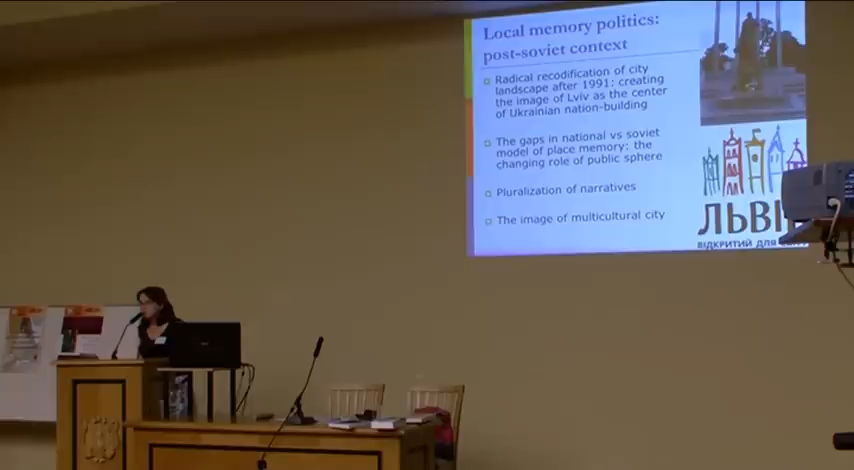 Local memory politics:
post-soviet context
Radical recodification of city
landscape after 1991: creating
the image of Lviv as the center
of Ukrainian nation-building
The gaps in national vs soviet
model of place memory: the
changing role of public sphere
Pluralization of narratives
The image of multicultural city
ВІДКРИТИЙ ДЛЯ